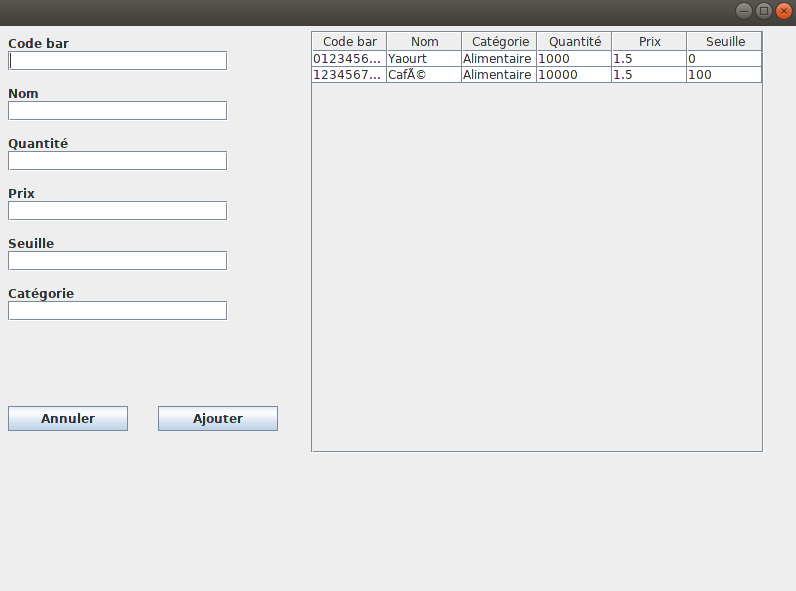 Code bar
Nom
Quantité
Prix
Seuille
Catégorie
Annuler Ajouter
Code bar Nom Catégorie Quantité Prix Seuille
0123456... Yaourt Alimentaire 1000 1.5 0
1234567... CafÃ© Alimentaire 10000 1.5 100